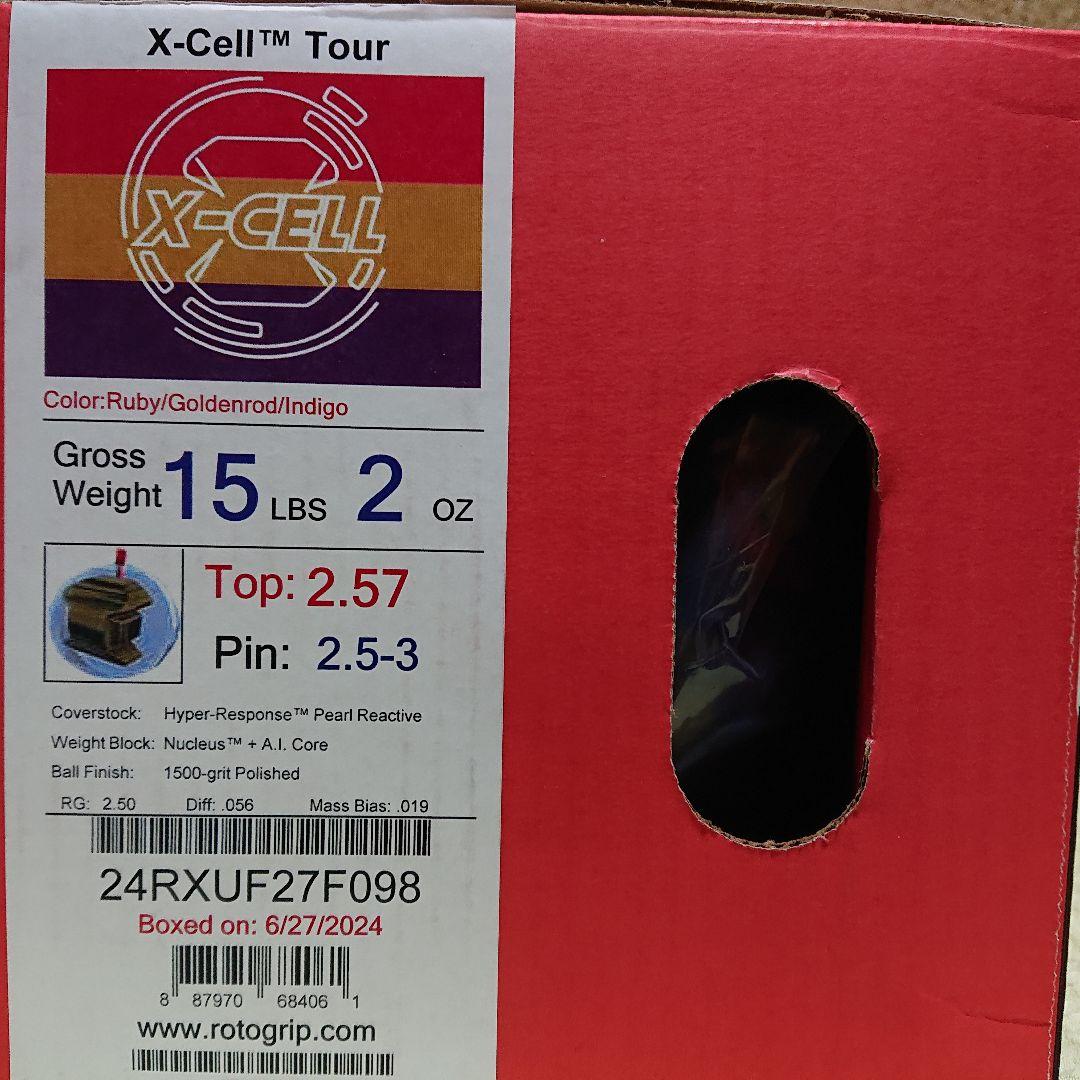 X-Cell™ Tour
X-CELL
Color:Ruby/Goldenrod/Indigo
Gross Weight 15 LBS 2 OZ
Top: 2.57
Pin: 2.5-3
Coverstock: Hyper-Response™ Pearl Reactive
Weight Block: Nucleus™ + A.I. Core
Ball Finish: 1500-grit Polished
RG: 2.50 Diff: .056 Mass Bias: .019
24RXUF27F098
Boxed on: 6/27/2024
8 87970 68406 1
www.rotogrip.com